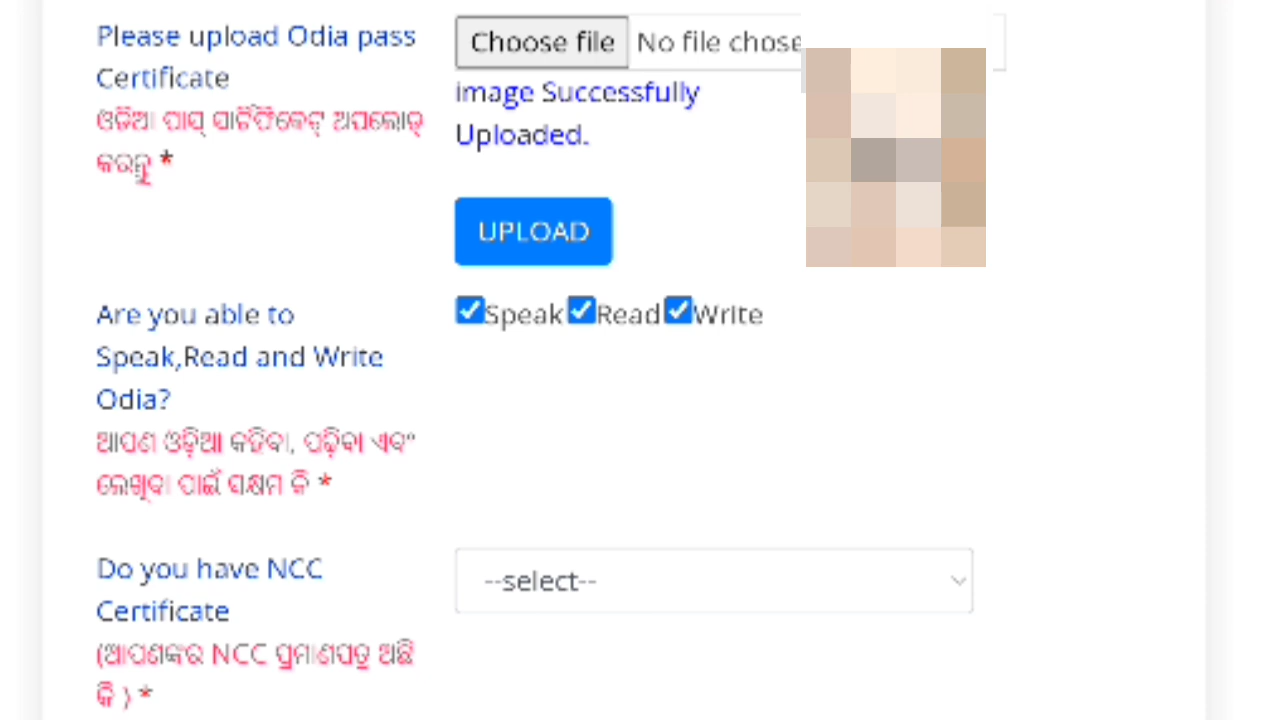 Please upload Odia pass
Certificate
ଓଡିଆ ପାସ୍ ସାର୍ଟିଫିକେଟ୍ ଅପଲୋଡ୍
କରନ୍ତୁ *
Choose file No file chose
image Successfully
Uploaded.
UPLOAD
Are you able to
Speak,Read and Write
Odia?
ଆପଣ ଓଡ଼ିଆ କହିବା, ପଢ଼ିବା ଏବଂ
ଲେଖିବା ପାଇଁ ସକ୍ଷମ କି *
Speak Read Write
Do you have NCC
Certificate
(ଆପଣଙ୍କର NCC ପ୍ରମାଣପତ୍ର ଅଛି
କି ) *
--select--